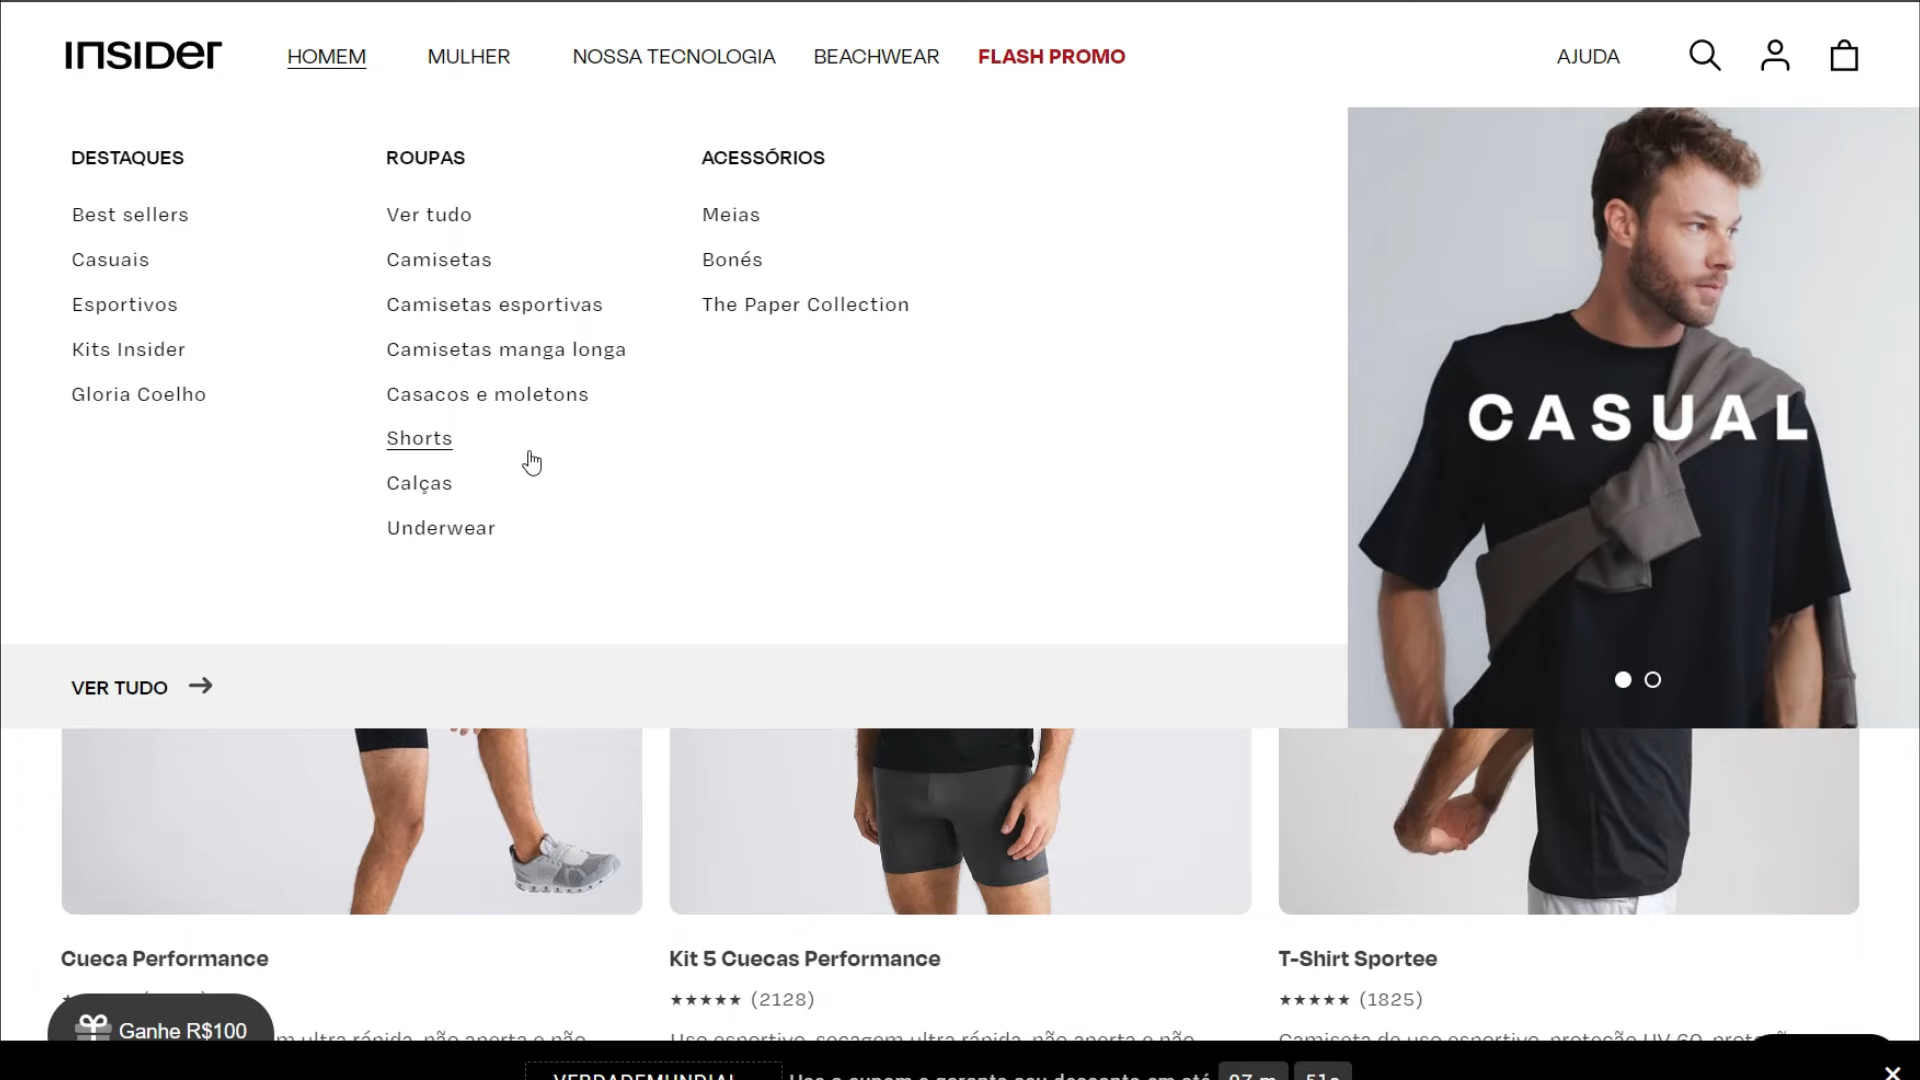 INSIDER
HOMEM
MULHER
NOSSA TECNOLOGIA
BEACHWEAR
FLASH PROMO
AJUDA
DESTAQUES
Best sellers
Casuais
Esportivos
Kits Insider
Gloria Coelho
ROUPAS
Ver tudo
Camisetas
Camisetas esportivas
Camisetas manga longa
Casacos e moletons
Shorts
Calças
Underwear
ACESSÓRIOS
Meias
Bonés
The Paper Collection
CASUAL
VER TUDO
Cueca Performance
Kit 5 Cuecas Performance
★★★★★ (2128)
T-Shirt Sportee
★★★★★ (1825)
Ganhe R$100
ultra rápida, não aperta e não
Uso esportivo, secagem ultra rápida, não aperta e não
Camiseta de uso esportivo, proteção UV 60,
VERDADEMUNDIAL
Use o cupom e garanta seu desconto em até 07 m 51s